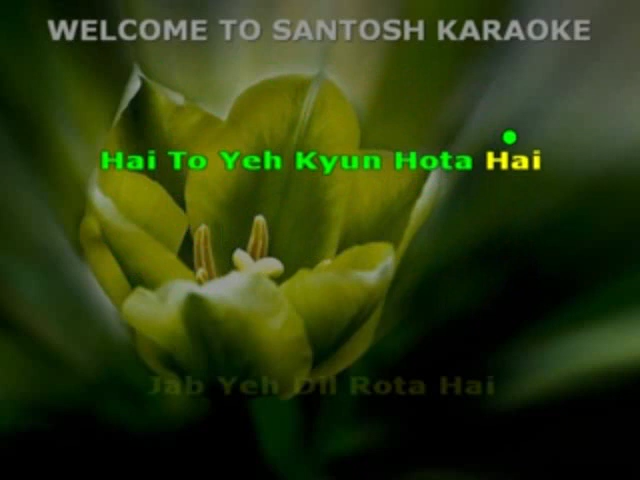 WELCOME TO SANTOSH KARAOKE
Hai To Yeh Kyun Hota Hai
Jab Yeh Dil Rota Hai